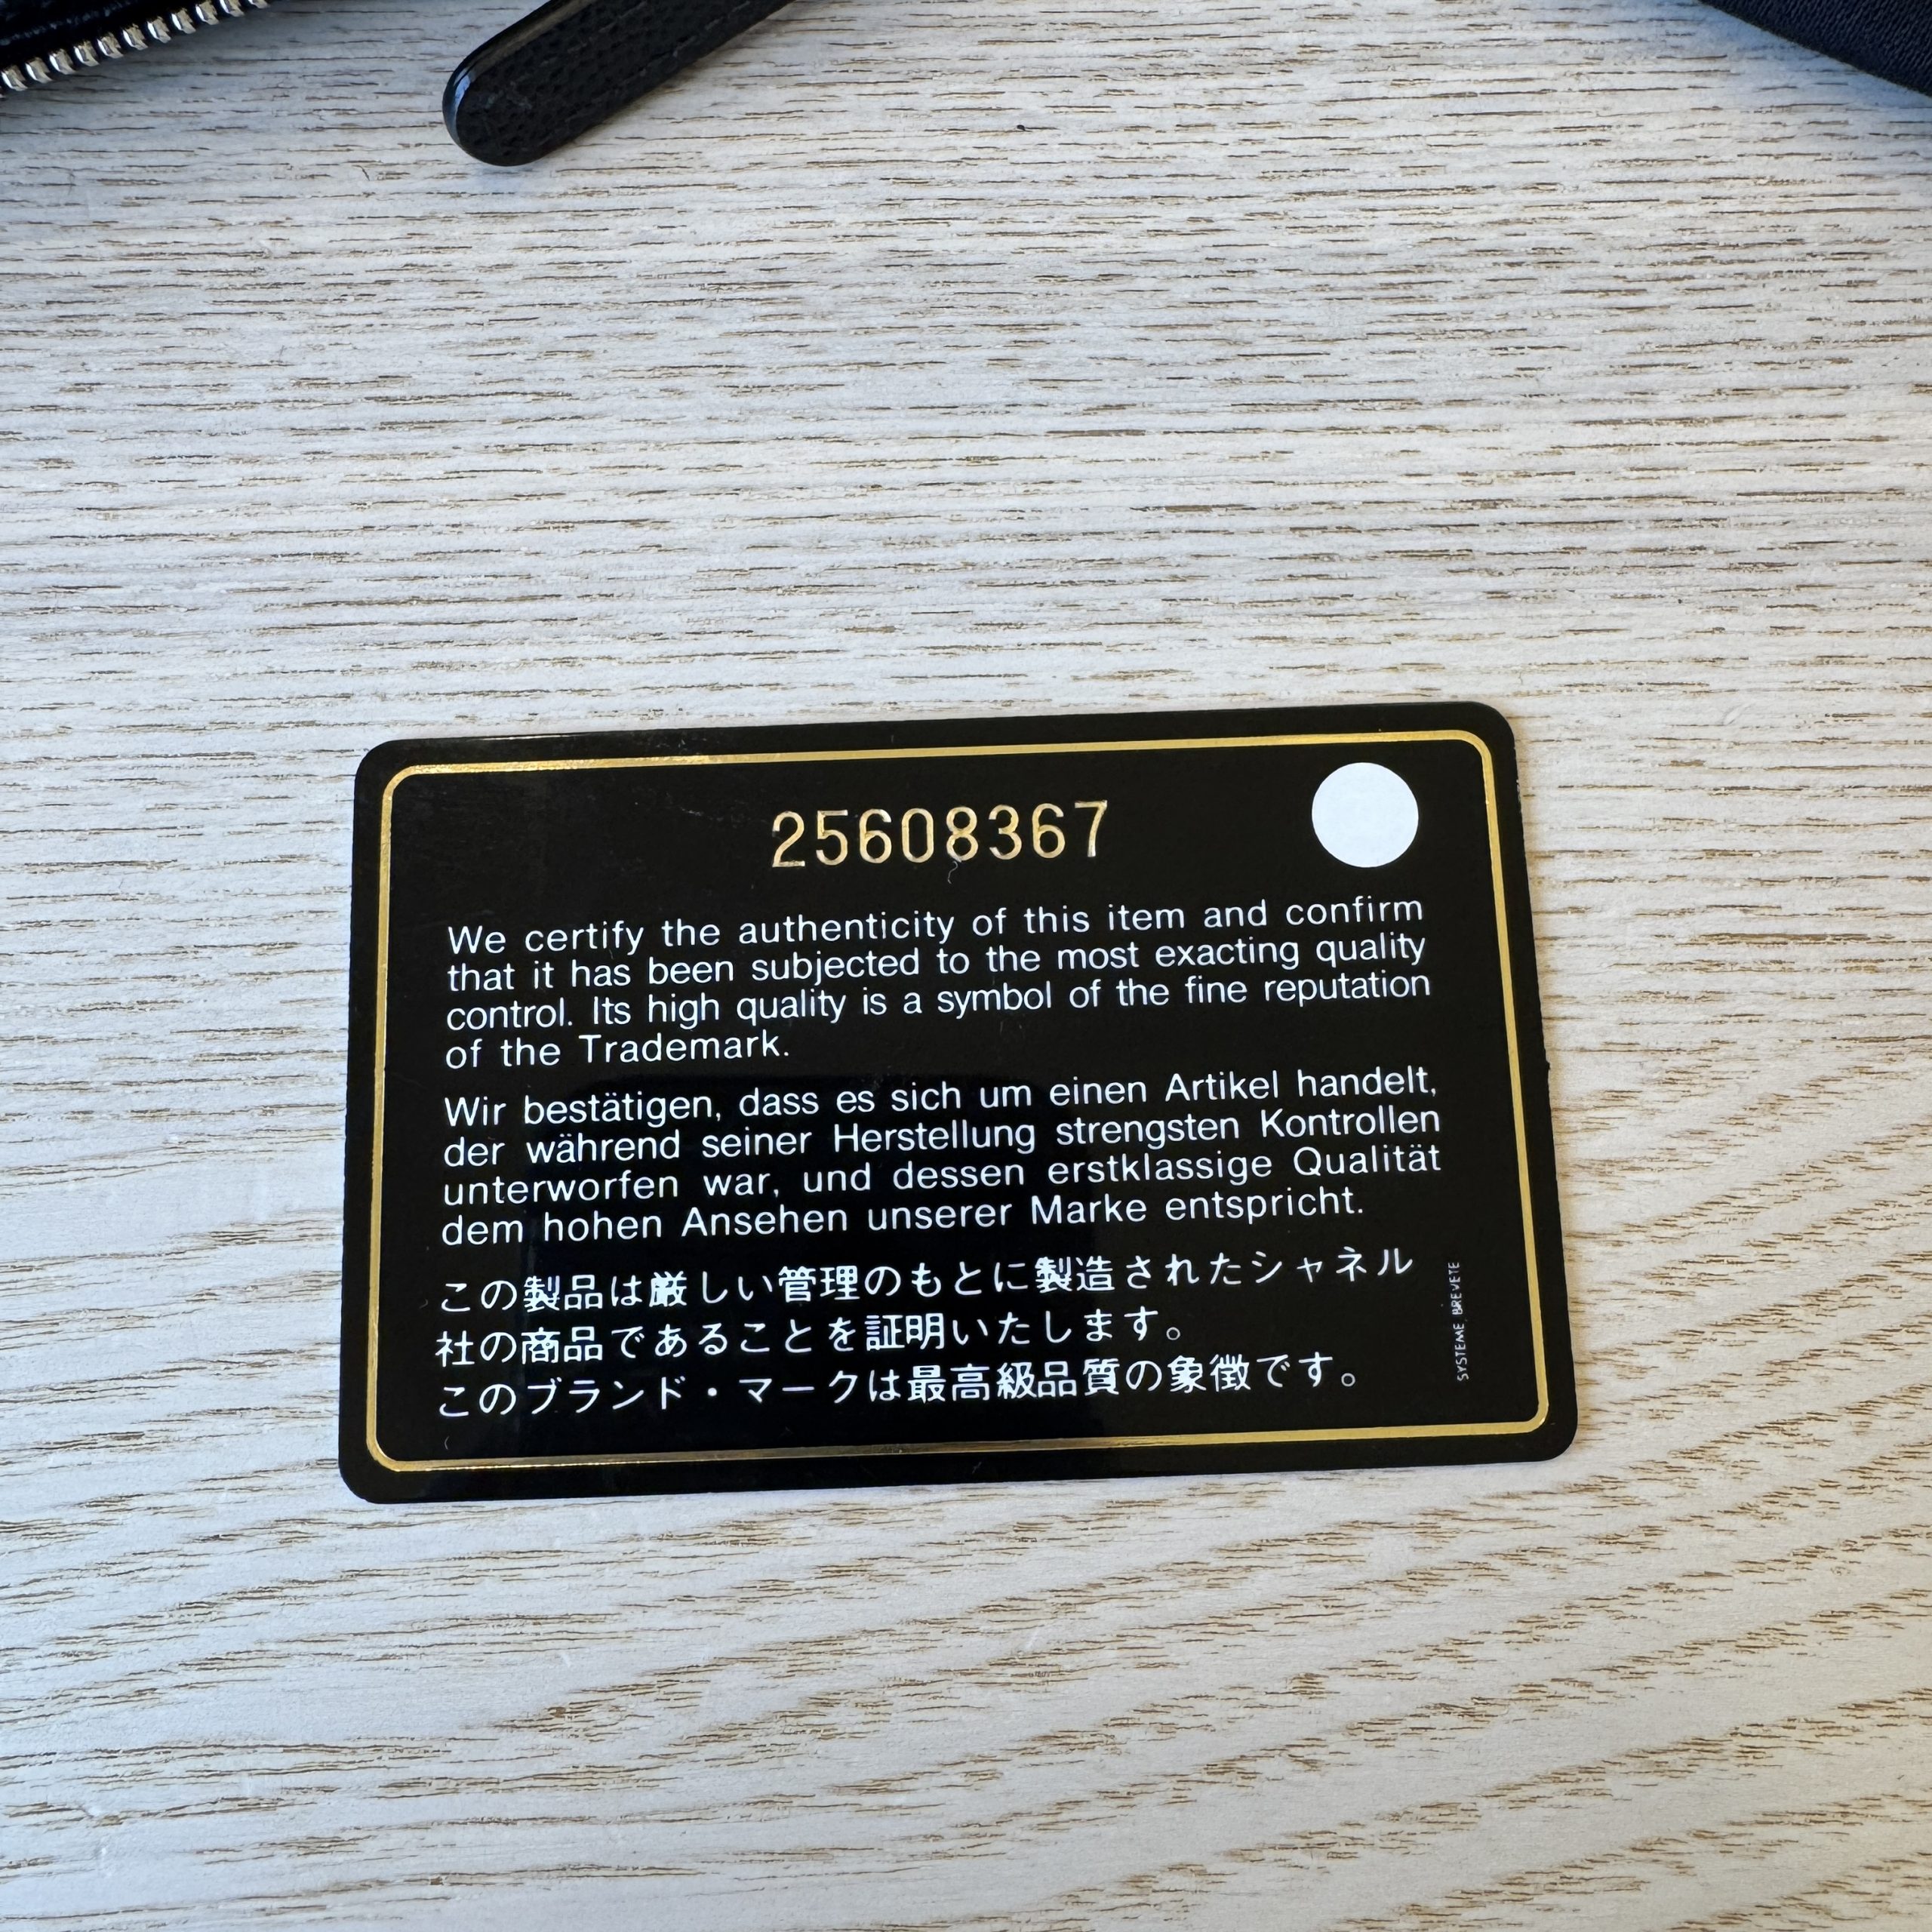 25608367
We certify the authenticity of this item and confirm
that it has been subjected to the most exacting quality
control. Its high quality is a symbol of the fine reputation
of the Trademark.
Wir bestätigen, dass es sich um einen Artikel handelt,
der während seiner Herstellung strengsten Kontrollen
unterworfen war, und dessen erstklassige Qualität
dem hohen Ansehen unserer Marke entspricht.
この製品は厳しい管理のもとに製造されたシャネル
社の商品であることを証明いたします。
このブランド・マークは最高級品質の象徴です。
SYSTEME BREVETE